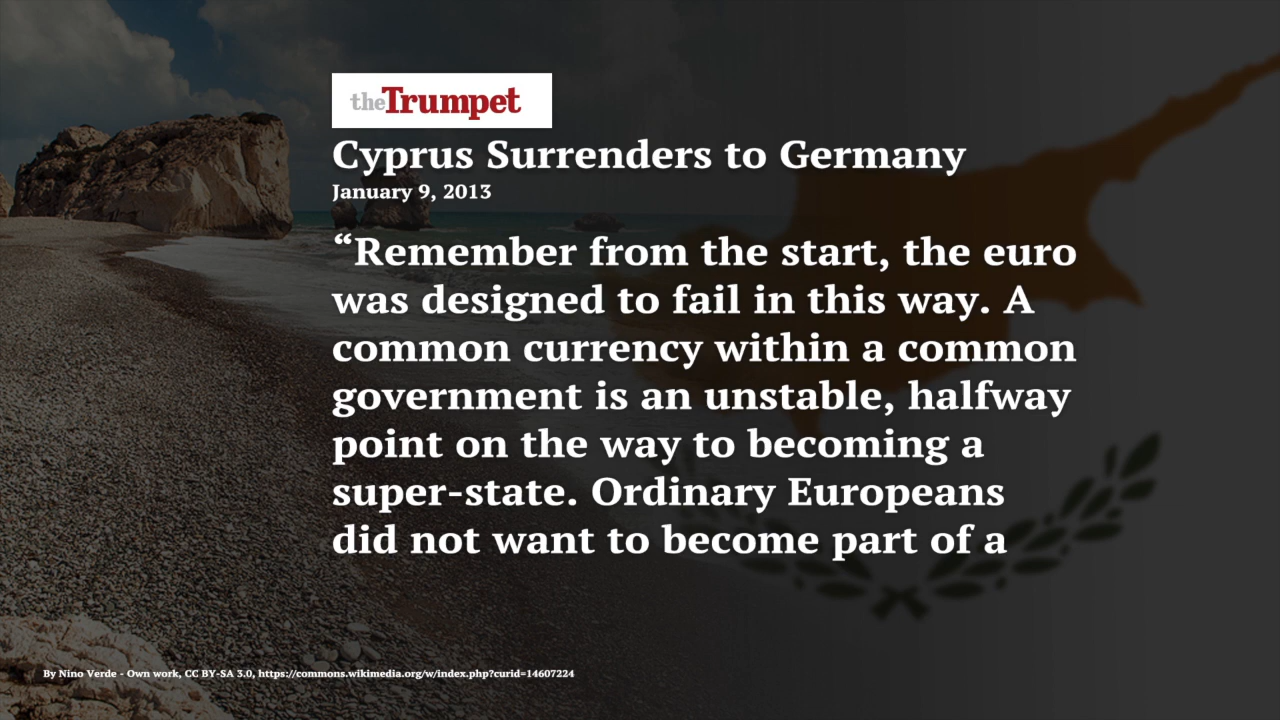 theTrumpet
Cyprus Surrenders to Germany
January 9, 2013
“Remember from the start, the euro
was designed to fail in this way. A
common currency within a common
government is an unstable, halfway
point on the way to becoming a
super-state. Ordinary Europeans
did not want to become part of a
By Nino Verde - Own work, CC BY-SA 3.0, https://commons.wikimedia.org/w/index.php?curid=14607224